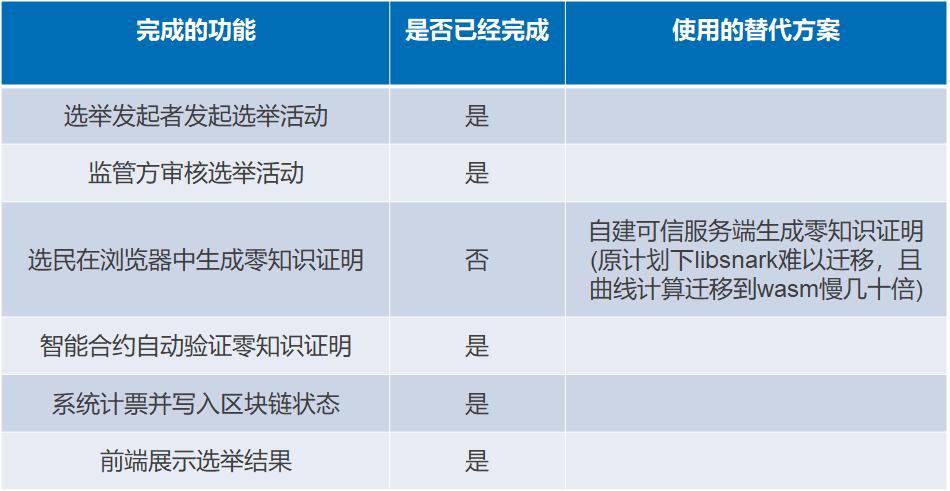 完成的功能 是否已经完成 使用的替代方案
选举发起者发起选举活动 是
监管方审核选举活动 是
选民在浏览器中生成零知识证明 否 自建可信服务端生成零知识证明
(原计划下libsnark难以迁移，且
曲线计算迁移到wasm慢几十倍)
智能合约自动验证零知识证明 是
系统计票并写入区块链状态 是
前端展示选举结果 是